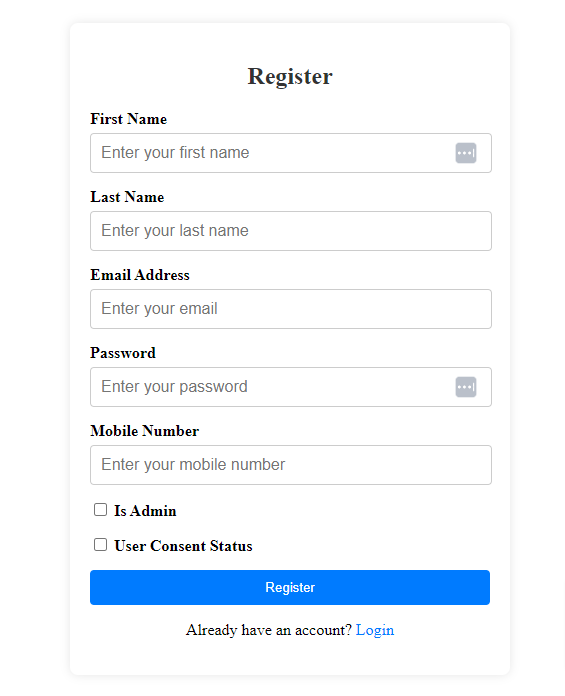 Register
First Name
Enter your first name
Last Name
Enter your last name
Email Address
Enter your email
Password
Enter your password
Mobile Number
Enter your mobile number
Is Admin
User Consent Status
Register
Already have an account? Login